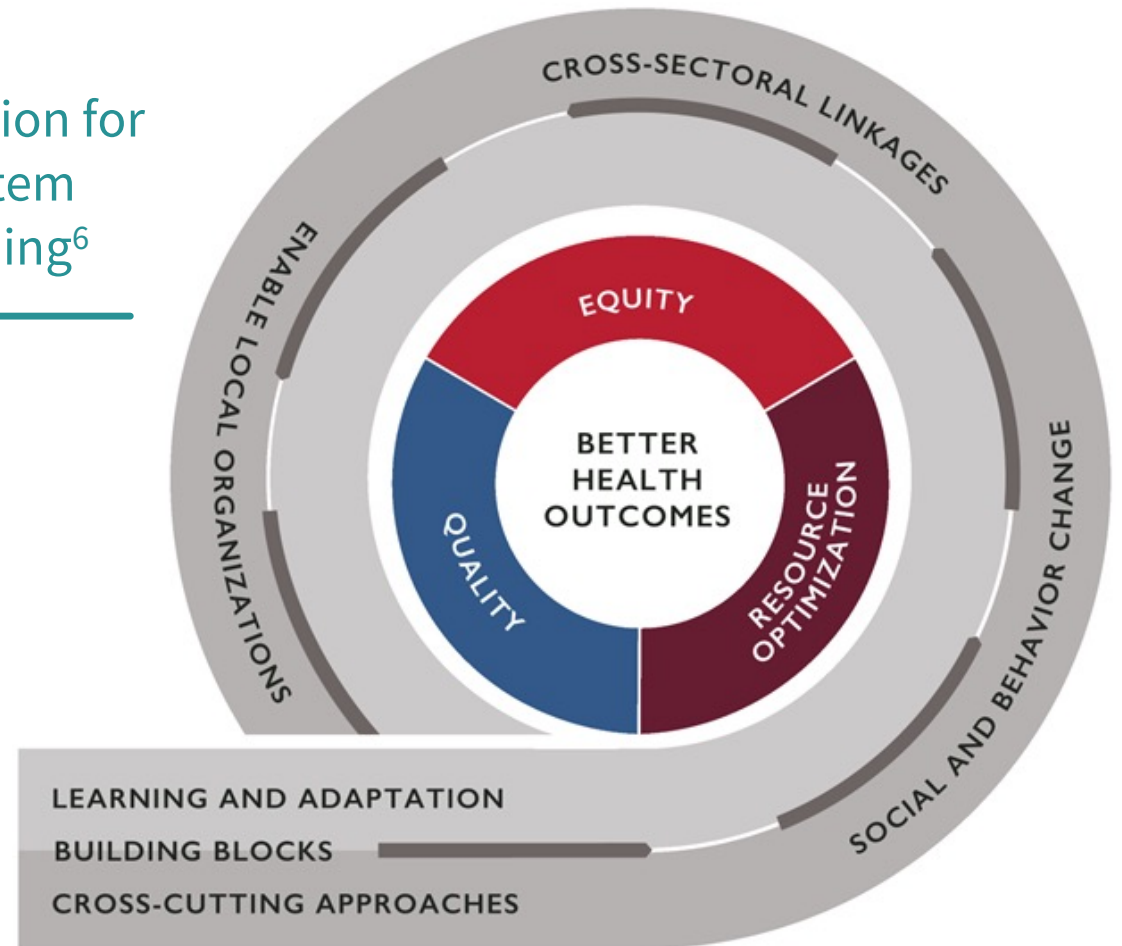 ion for
tem
ing6
CROSS-SECTORAL LINKAGES
ENABLE LOCAL ORGANIZATIONS
SOCIAL AND BEHAVIOR CHANGE
EQUITY
QUALITY
RESOURCE
OPTIMIZATION
BETTER
HEALTH
OUTCOMES
LEARNING AND ADAPTATION
BUILDING BLOCKS
CROSS-CUTTING APPROACHES